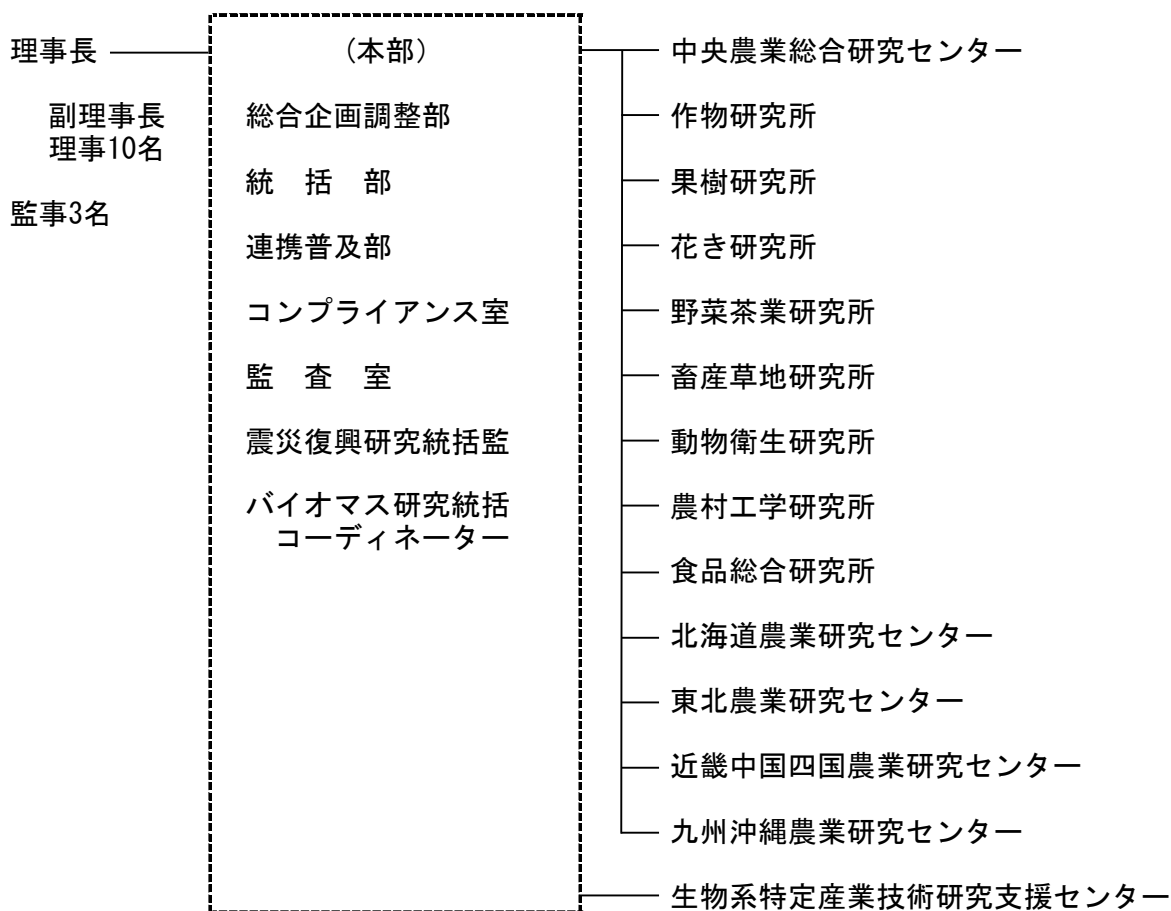 理事長
副理事長
理事10名
監事3名
(本部)
総合企画調整部
統 括 部
連携普及部
コンプライアンス室
監 査 室
震災復興研究統括監
バイオマス研究統括
コーディネーター
中央農業総合研究センター
作物研究所
果樹研究所
花き研究所
野菜茶業研究所
畜産草地研究所
動物衛生研究所
農村工学研究所
食品総合研究所
北海道農業研究センター
東北農業研究センター
近畿中国四国農業研究センター
九州沖縄農業研究センター
生物系特定産業技術研究支援センター